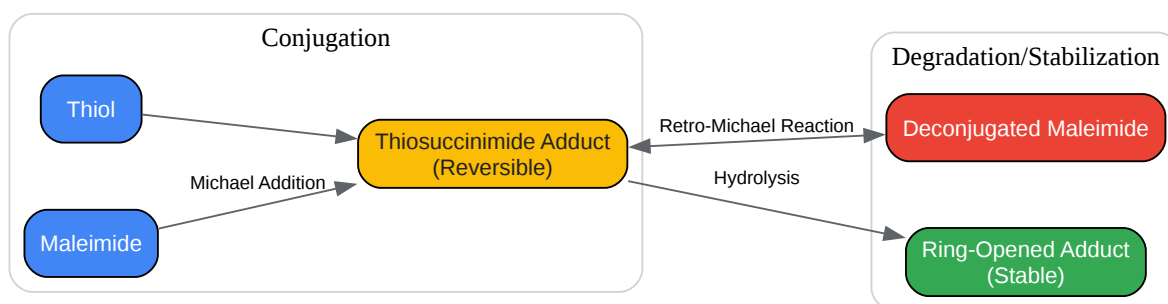 Conjugation
Thiol
Maleimide
Michael Addition
Thiosuccinimide Adduct
(Reversible)
Retro-Michael Reaction
Hydrolysis
Degradation/Stabilization
Deconjugated Maleimide
Ring-Opened Adduct
(Stable)